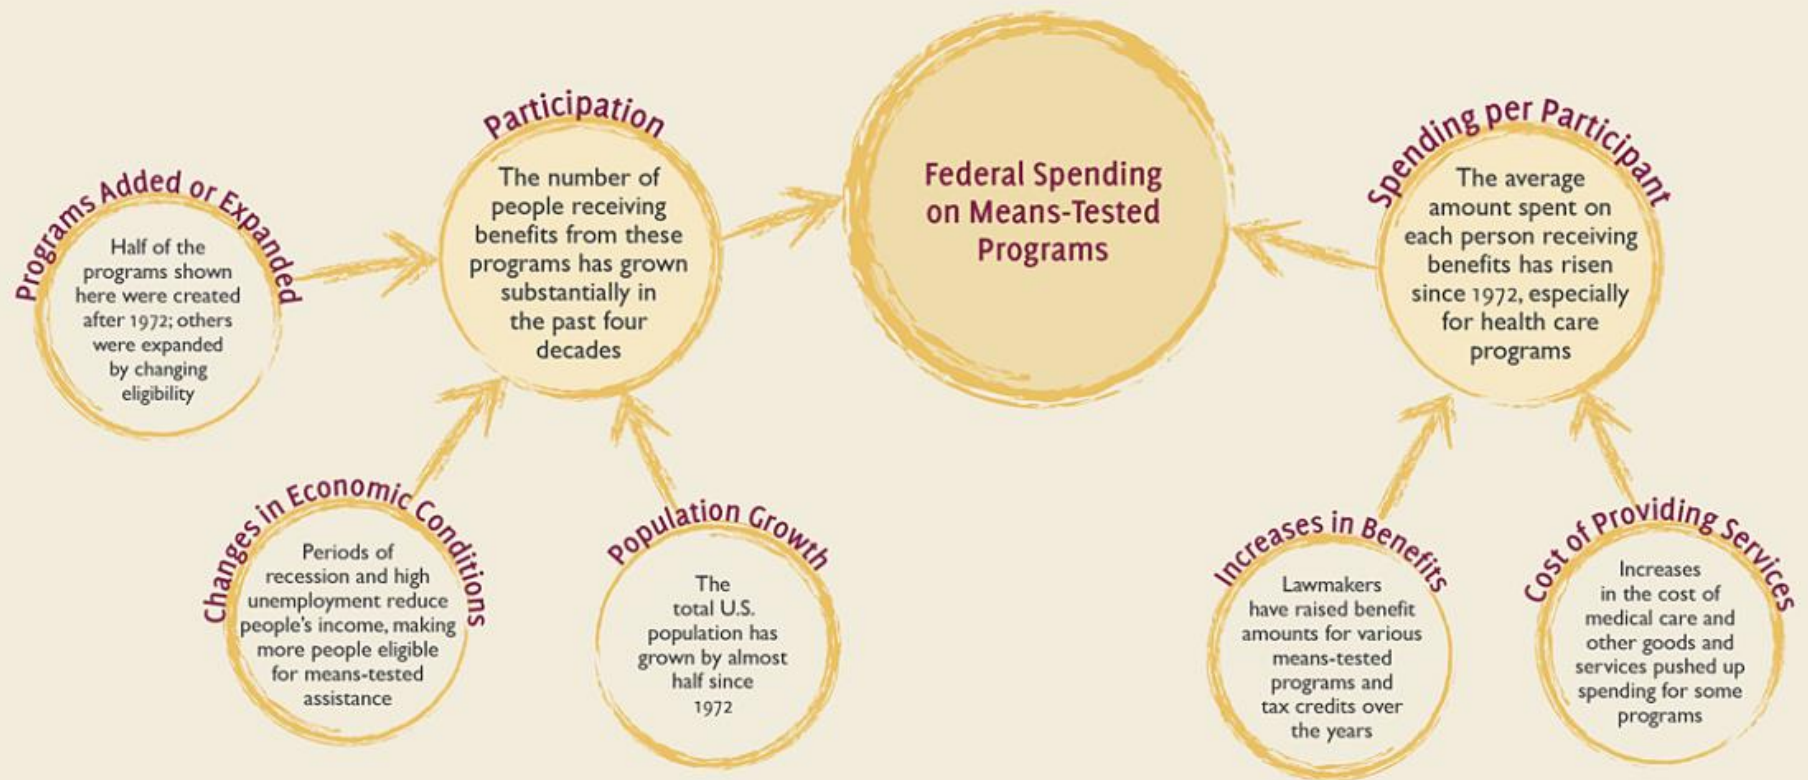 Programs Added or Expanded
Half of the
programs shown
here were created
after 1972; others
were expanded
by changing
eligibility
Participation
The number of
people receiving
benefits from these
programs has grown
substantially in
the past four
decades
Federal Spending
on Means-Tested
Programs
Spending per Participant
The average
amount spent on
each person receiving
benefits has risen
since 1972, especially
for health care
programs
Changes in Economic Conditions
Periods of
recession and high
unemployment reduce
people's income, making
more people eligible
for means-tested
assistance
Population Growth
The
total U.S.
population has
grown by almost
half since
1972
Increases in Benefits
Lawmakers
have raised benefit
amounts for various
means-tested
programs and
tax credits over
the years
Cost of Providing Services
Increases
in the cost of
medical care and
other goods and
services pushed up
spending for some
programs